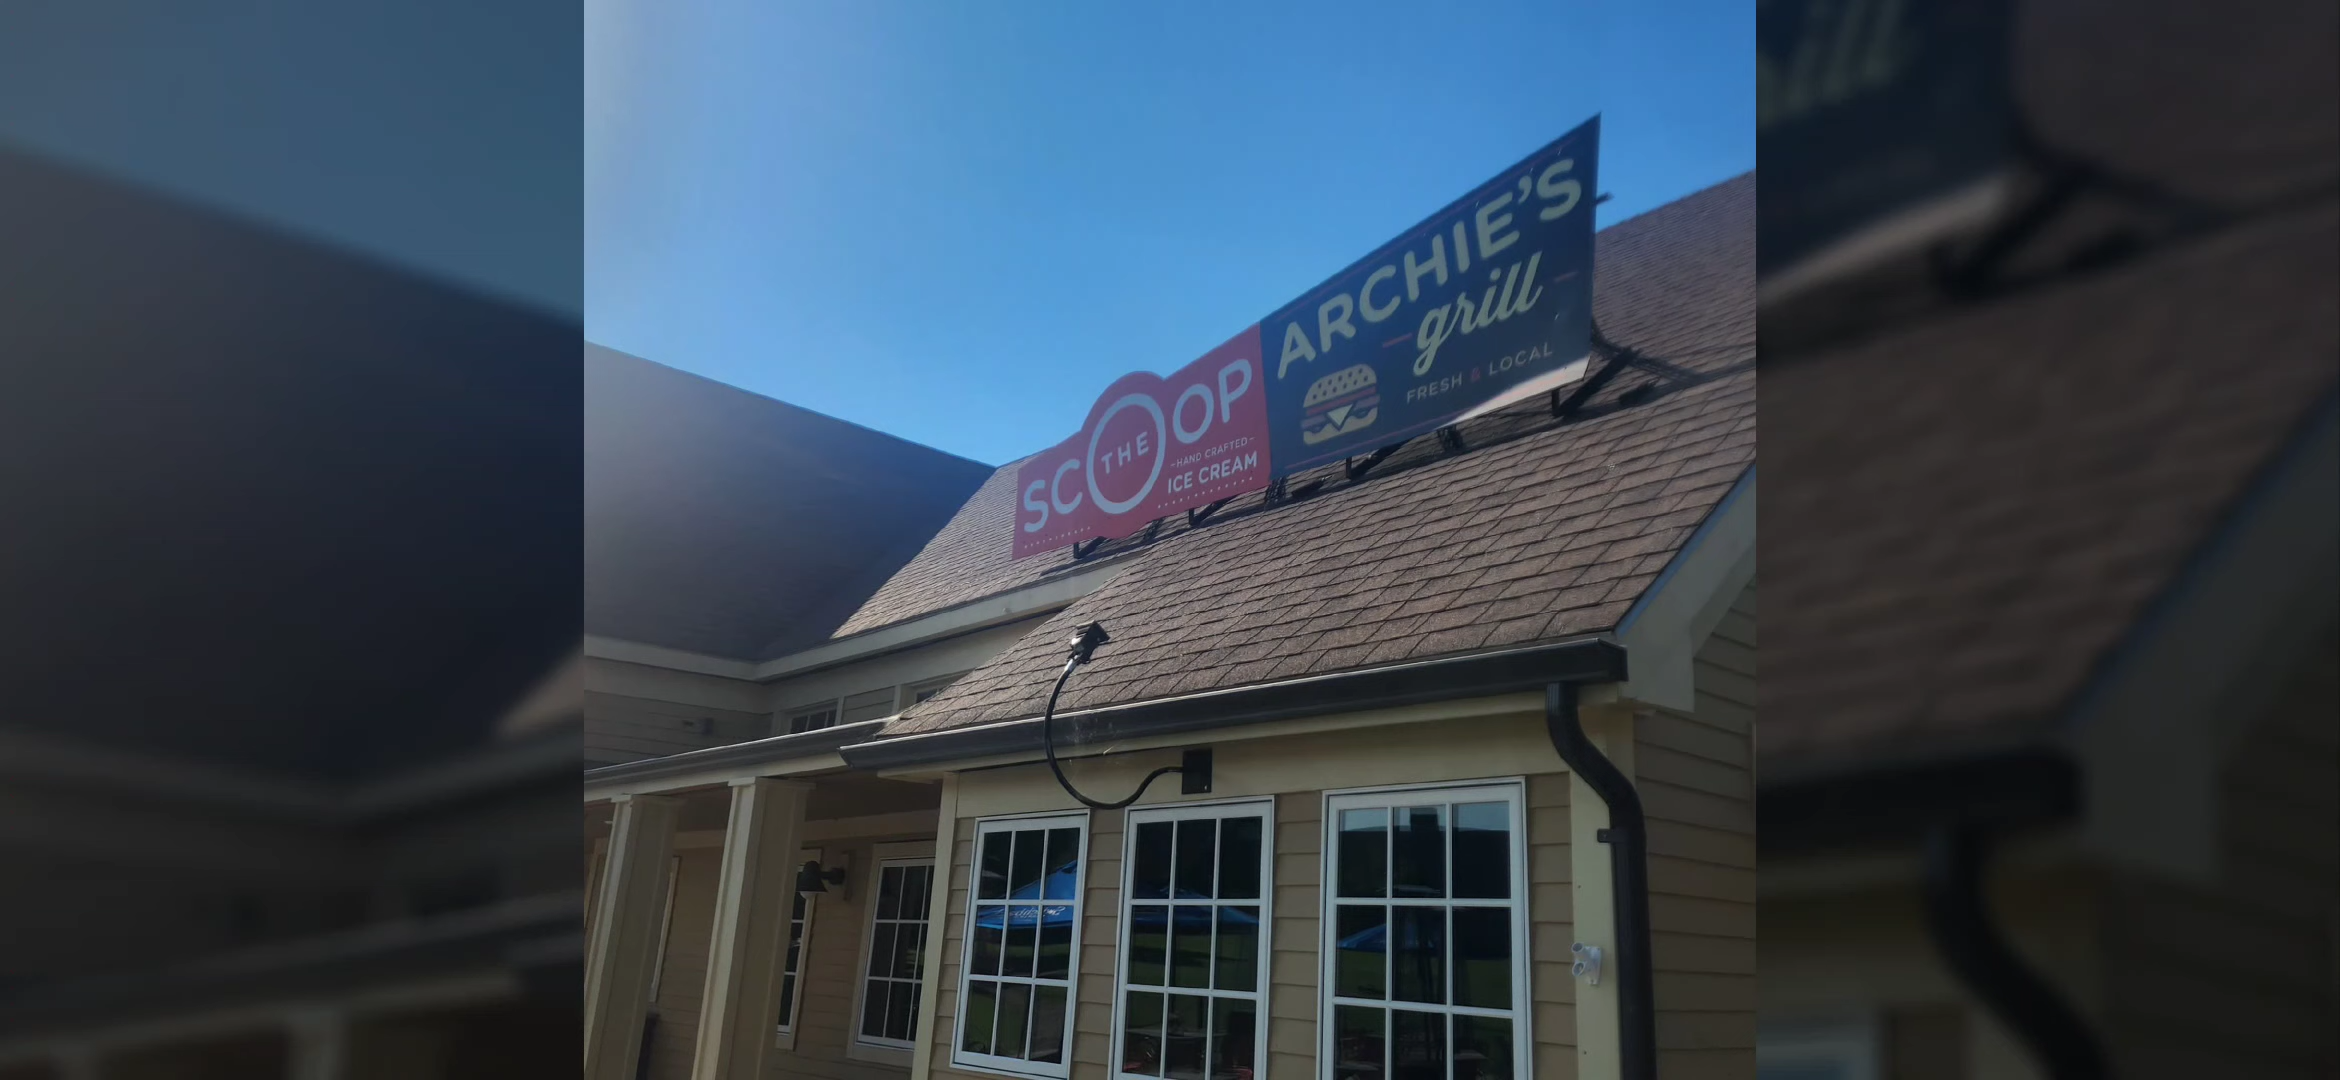 THE
SCOOP
-HAND CRAFTED-
ICE CREAM
ARCHIE'S
grill
FRESH & LOCAL